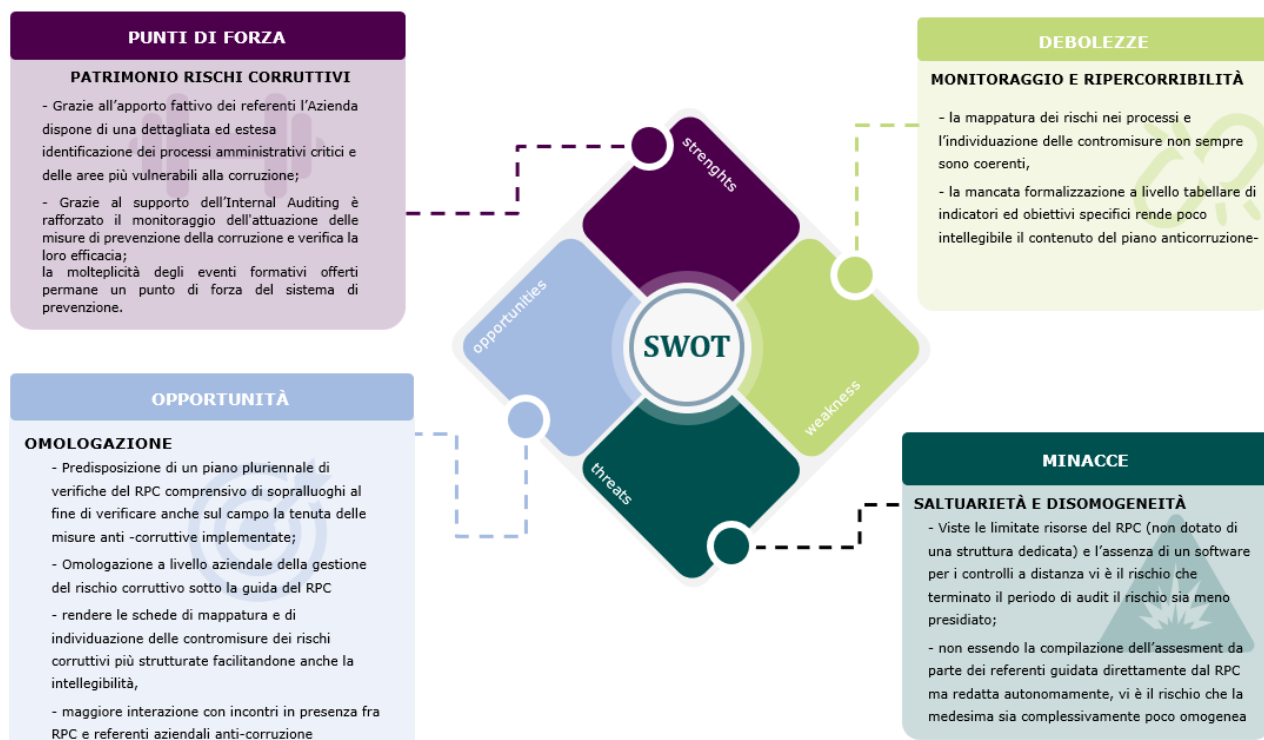 PUNTI DI FORZA
PATRIMONIO RISCHI CORRUTTIVI
- Grazie all’apporto fattivo dei referenti l’Azienda
dispone di una dettagliata ed estesa
identificazione dei processi amministrativi critici e
delle aree più vulnerabili alla corruzione;
- Grazie al supporto dell’Internal Auditing è
rafforzato il monitoraggio dell'attuazione delle
misure di prevenzione della corruzione e verifica la
loro efficacia;
la molteplicità degli eventi formativi offerti
permane un punto di forza del sistema di
prevenzione.
DEBOLEZZE
MONITORAGGIO E RIPERCORRIBILITÀ
- la mappatura dei rischi nei processi e
l’individuazione delle contromisure non sempre
sono coerenti,
- la mancata formalizzazione a livello tabellare di
indicatori ed obiettivi specifici rende poco
intellegibile il contenuto del piano anticorruzione-
strenghts
opportunities
SWOT
weakness
threats
OPPORTUNITÀ
OMOLOGAZIONE
- Predisposizione di un piano pluriennale di
verifiche del RPC comprensivo di sopralluoghi al
fine di verificare anche sul campo la tenuta delle
misure anti -corruttive implementate;
- Omologazione a livello aziendale della gestione
del rischio corruttivo sotto la guida del RPC
- rendere le schede di mappatura e di
individuazione delle contromisure dei rischi
corruttivi più strutturate facilitandone anche la
intellegibilità,
- maggiore interazione con incontri in presenza fra
RPC e referenti aziendali anti-corruzione
MINACCE
SALTUARIETÀ E DISOMOGENEITÀ
- Viste le limitate risorse del RPC (non dotato di
una struttura dedicata) e l’assenza di un software
per i controlli a distanza vi è il rischio che
terminato il periodo di audit il rischio sia meno
presidiato;
- non essendo la compilazione dell’assesment da
parte dei referenti guidata direttamente dal RPC
ma redatta autonomamente, vi è il rischio che la
medesima sia complessivamente poco omogenea